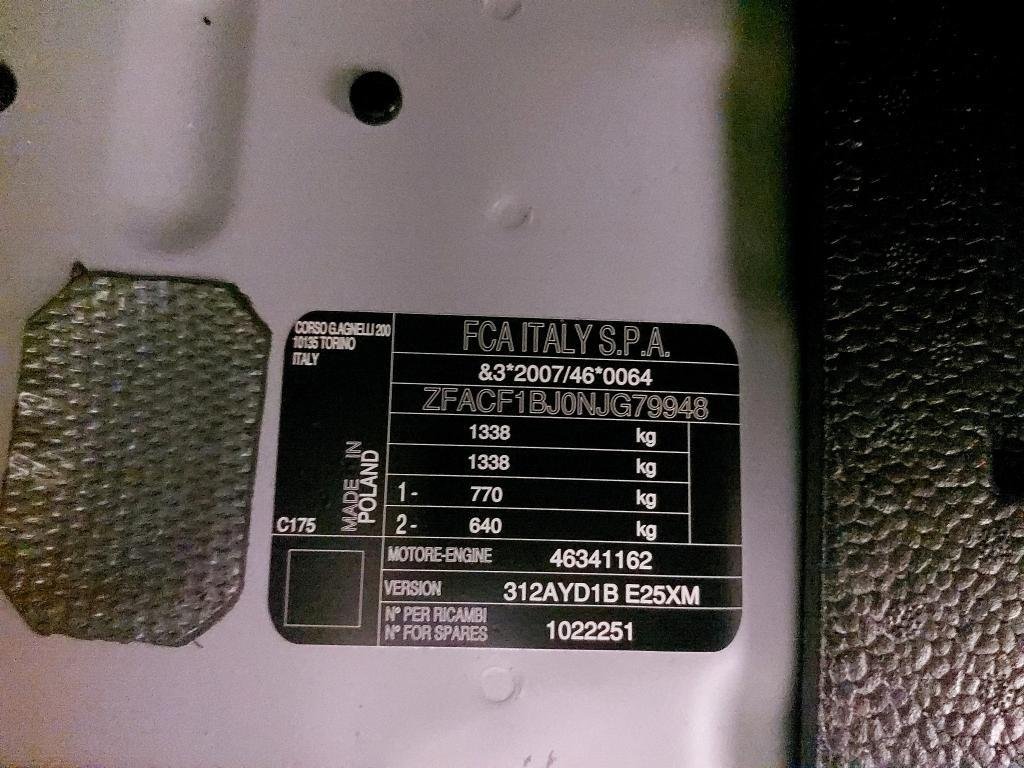 CORSO G.AGNELLI 200
10135 TORINO
ITALY
FCA ITALY S.P.A.
&3*2007/46*0064
ZFACF1BJ0NJG79948
1338 kg
1338 kg
1- 770 kg
2- 640 kg
MADE IN
POLAND
C175
MOTORE-ENGINE 46341162
VERSION 312AYD1B E25XM
N° PER RICAMBI
N° FOR SPARES 1022251